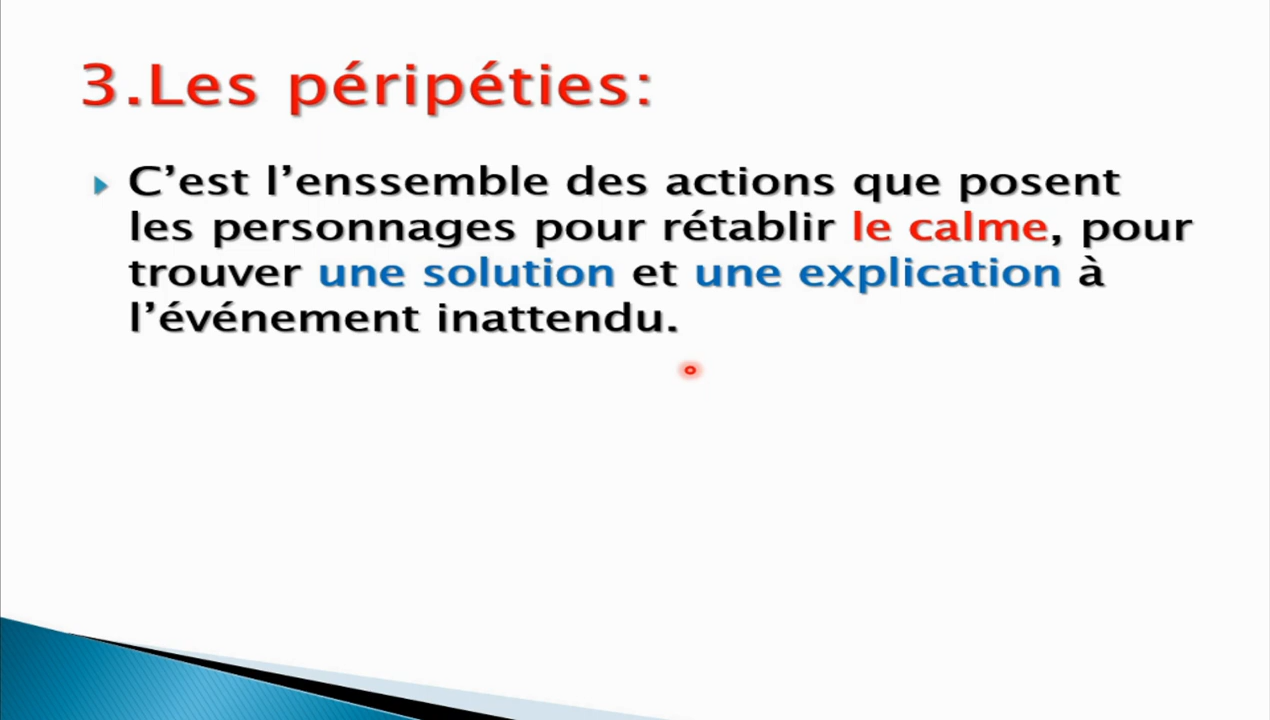 3.Les péripéties:
C’est l’enssemble des actions que posent
les personnages pour rétablir le calme, pour
trouver une solution et une explication à
l’événement inattendu.